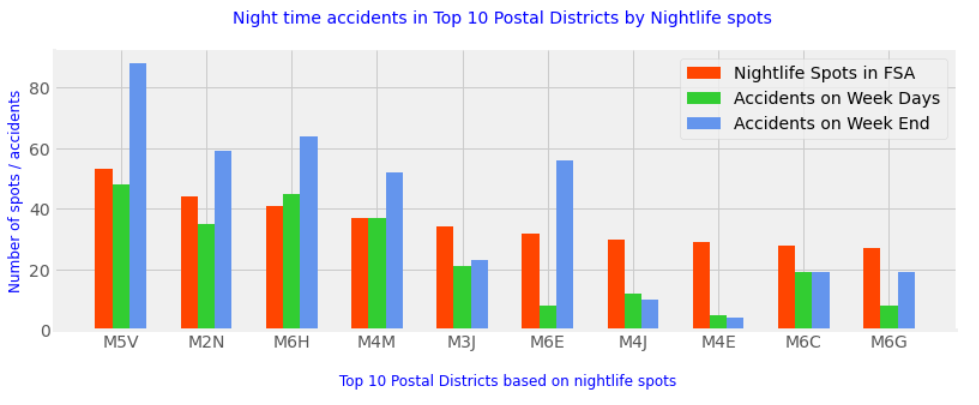 Night time accidents in Top 10 Postal Districts by Nightlife spots
Nightlife Spots in FSA
Accidents on Week Days
Accidents on Week End
Number of spots / accidents
80
60
40
20
0
M5V M2N M6H M4M M3J M6E M4J M4E M6C M6G
Top 10 Postal Districts based on nightlife spots